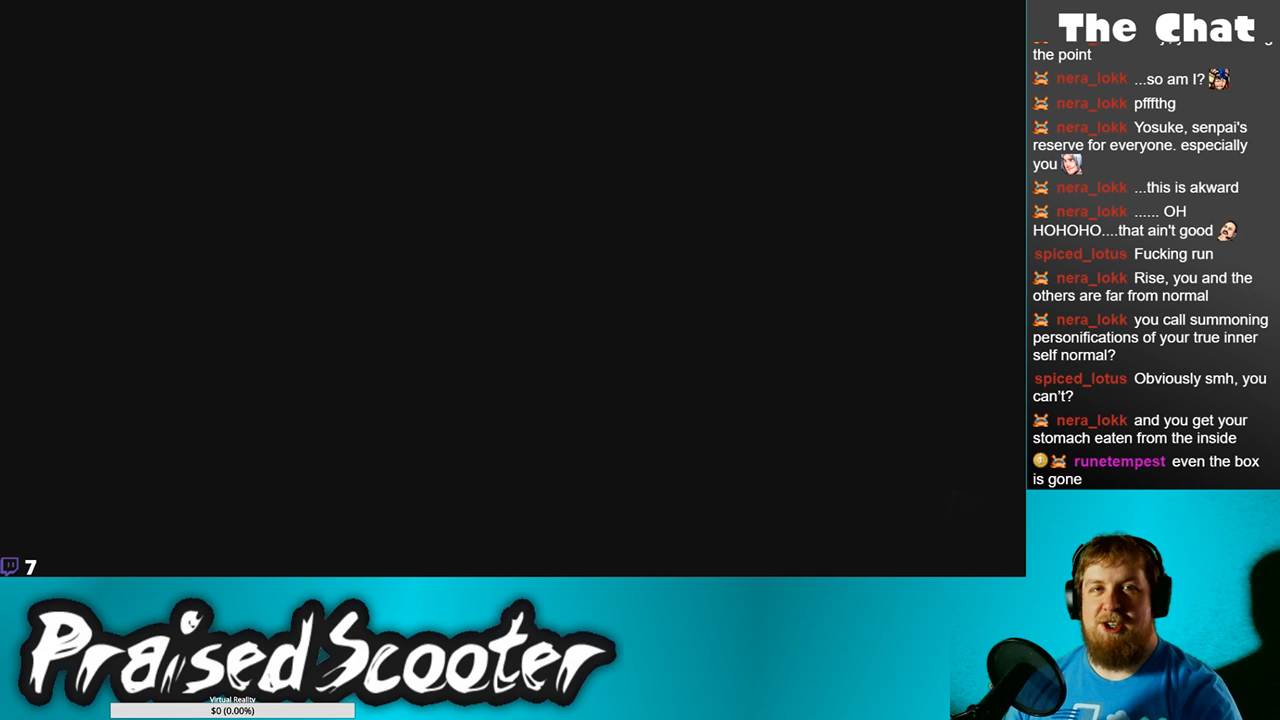 The Chat
the point
nera_lokk ...so am I?
nera_lokk pfffthg
nera_lokk Yosuke, senpai's
reserve for everyone. especially
you
nera_lokk ...this is akward
nera_lokk ...... OH
HOHOHO....that ain't good
spiced_lotus Fucking run
nera_lokk Rise, you and the
others are far from normal
nera_lokk you call summoning
personifications of your true inner
self normal?
spiced_lotus Obviously smh, you
can't?
nera_lokk and you get your
stomach eaten from the inside
runetempest even the box
is gone
7
PraisedScooter
Virtual Reality
$0 (0.00%)